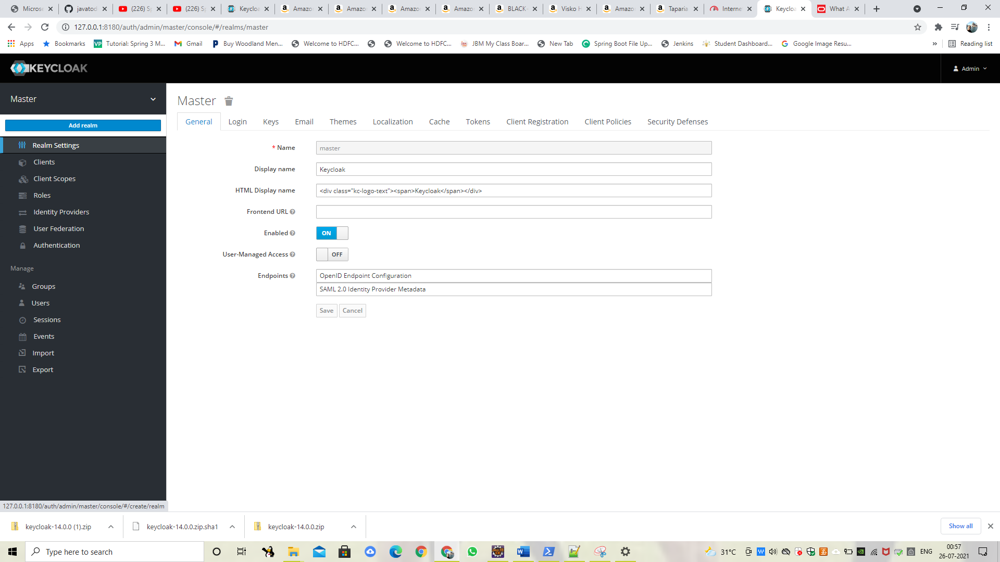 Microse
javatod
(226) S
(226) S
Keycloa
Amazo
Amazo
Amazo
Amazo
BLACK
Visko H
Amazo
Taparia
Interne
Keycloa
What A
127.0.0.1:8180/auth/admin/master/console/#/realms/master
Apps
Bookmarks
VP Tutorial: Spring 3 M...
Gmail
Buy Woodland Men...
Welcome to HDFC...
Welcome to HDFC...
JBM My Class Boar...
New Tab
Spring Boot File Up...
Jenkins
Student Dashboard...
Google Image Resu...
»
Reading list
KEYCLOAK
Admin
Master
Add realm
Realm Settings
Clients
Client Scopes
Roles
Identity Providers
User Federation
Authentication
Manage
Groups
Users
Sessions
Events
Import
Export
Master
General Login Keys Email Themes Localization Cache Tokens Client Registration Client Policies Security Defenses
* Name master
Display name Keycloak
HTML Display name <div class="kc-logo-text"><span>Keycloak</span></div>
Frontend URL
Enabled ON
User-Managed Access OFF
Endpoints OpenID Endpoint Configuration
SAML 2.0 Identity Provider Metadata
Save Cancel
127.0.0.1:8180/auth/admin/master/console/#/create/realm
keycloak-14.0.0 (1).zip
keycloak-14.0.0.zip.sha1
keycloak-14.0.0.zip
Show all
Type here to search
31°C
ENG
00:57
26-07-2021